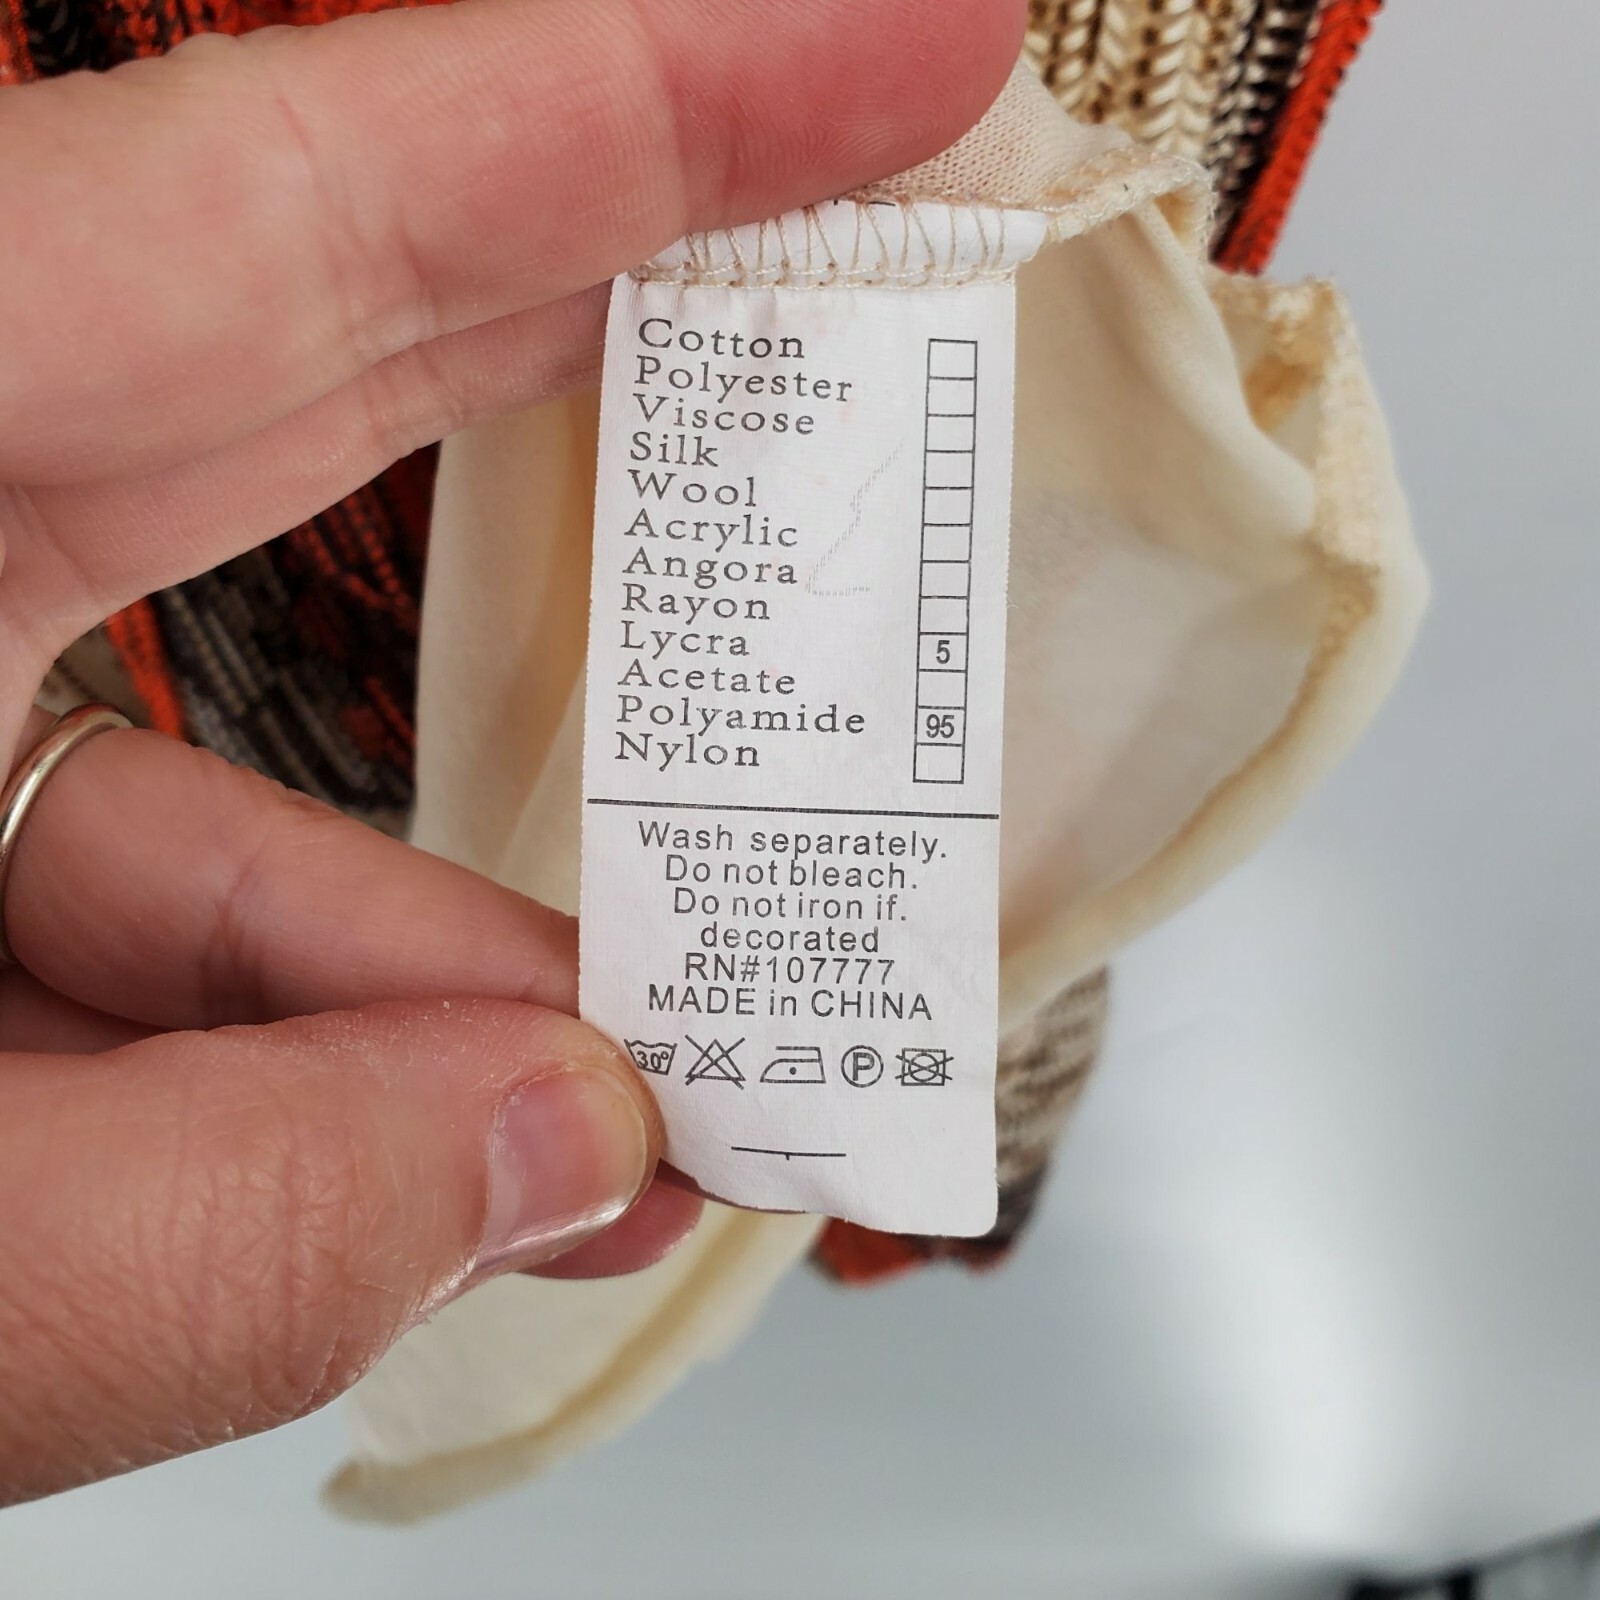 Cotton
Polyester
Viscose
Silk
Wool
Acrylic
Angora
Rayon
Lycra 5
Acetate
Polyamide 95
Nylon
Wash separately.
Do not bleach.
Do not iron if.
decorated
RN#107777
MADE in CHINA
30° P